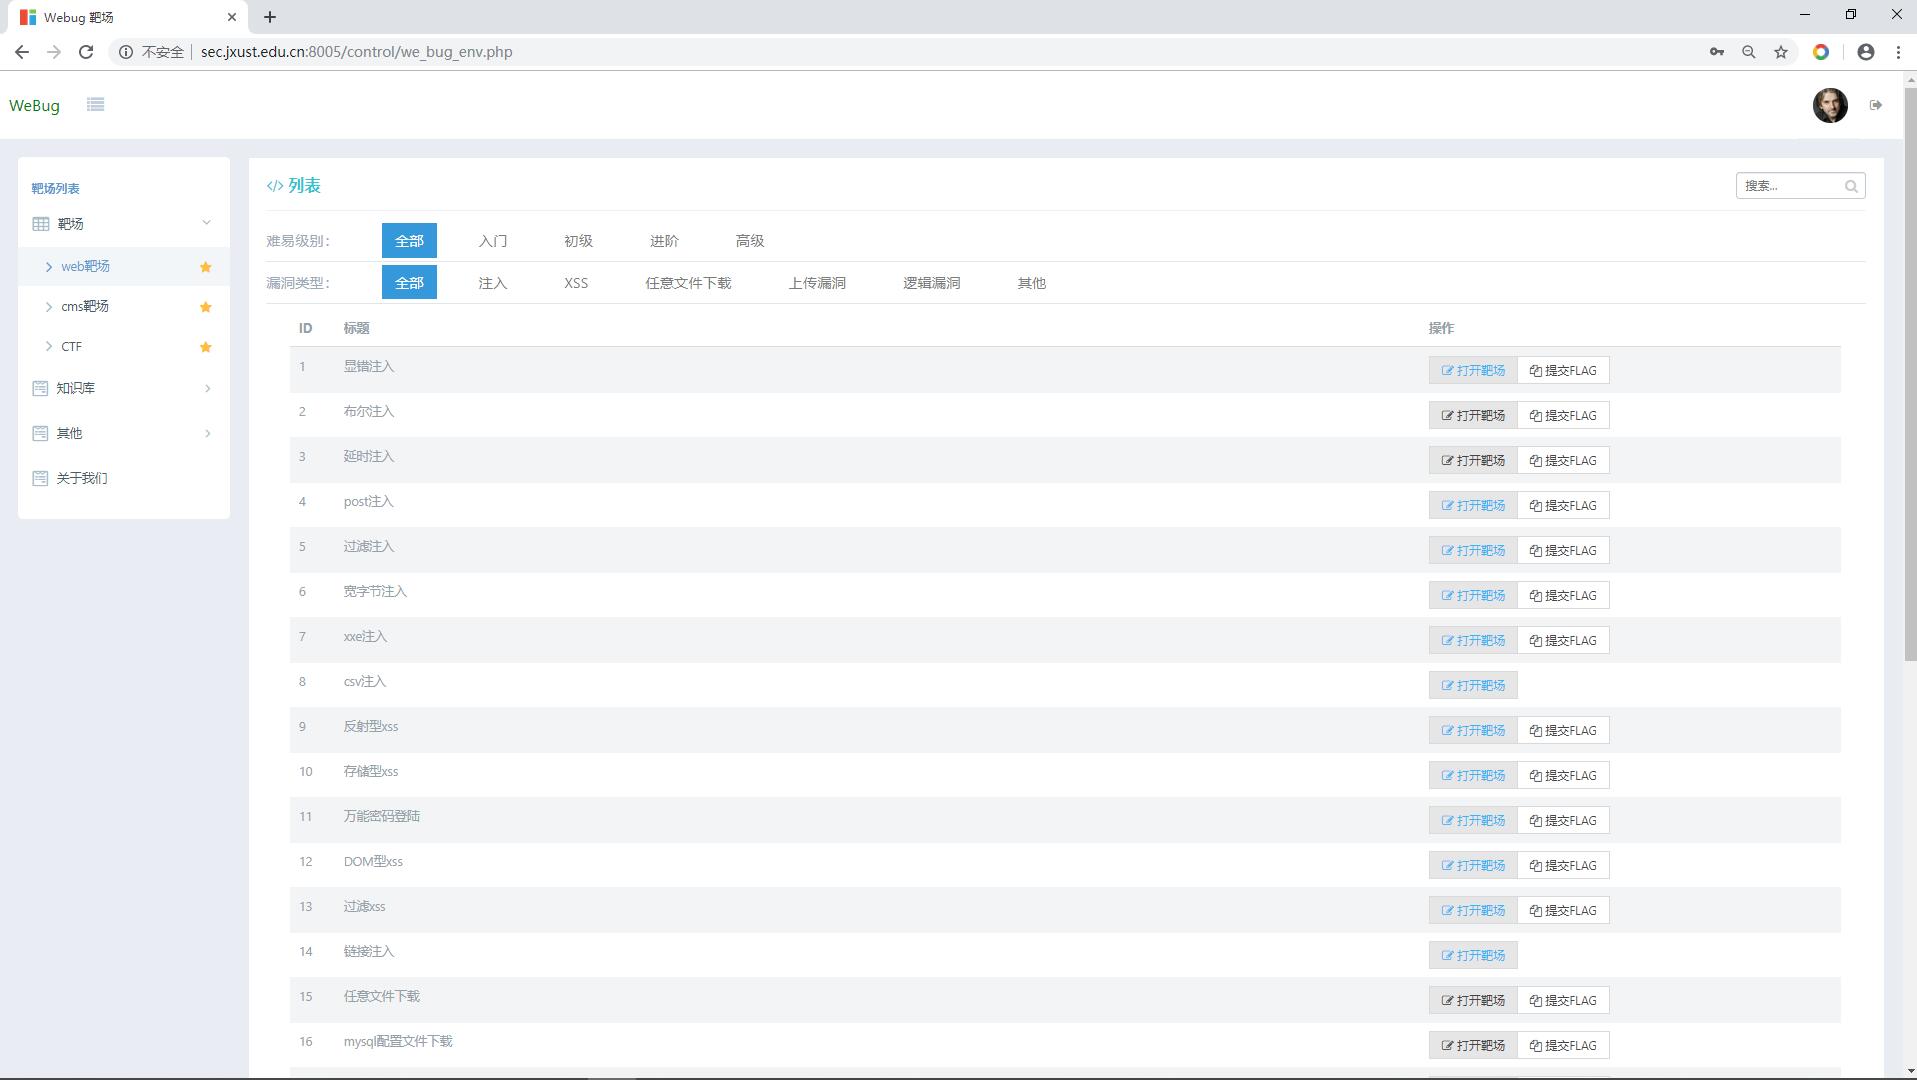 Webug 靶场
不安全 sec.jxust.edu.cn:8005/control/we_bug_env.php
WeBug
靶场列表
靶场
web靶场
cms靶场
CTF
知识库
其他
关于我们
</> 列表
搜索...
难易级别： 全部 入门 初级 进阶 高级
漏洞类型： 全部 注入 XSS 任意文件下载 上传漏洞 逻辑漏洞 其他
ID 标题 操作
1 显错注入 打开靶场 提交FLAG
2 布尔注入 打开靶场 提交FLAG
3 延时注入 打开靶场 提交FLAG
4 post注入 打开靶场 提交FLAG
5 过滤注入 打开靶场 提交FLAG
6 宽字节注入 打开靶场 提交FLAG
7 xxe注入 打开靶场 提交FLAG
8 csv注入 打开靶场
9 反射型xss 打开靶场 提交FLAG
10 存储型xss 打开靶场 提交FLAG
11 万能密码登陆 打开靶场 提交FLAG
12 DOM型xss 打开靶场 提交FLAG
13 过滤xss 打开靶场 提交FLAG
14 链接注入 打开靶场
15 任意文件下载 打开靶场 提交FLAG
16 mysql配置文件下载 打开靶场 提交FLAG